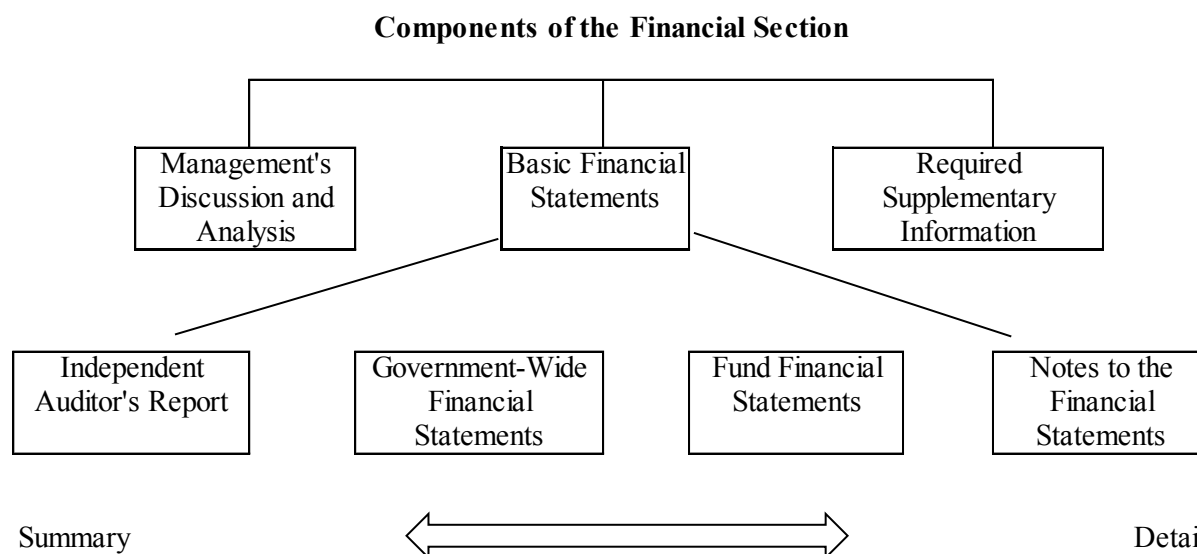 Components of the Financial Section
Management's
Discussion and
Analysis
Basic Financial
Statements
Required
Supplementary
Information
Independent
Auditor's Report
Government-Wide
Financial
Statements
Fund Financial
Statements
Notes to the
Financial
Statements
Summary
Detai